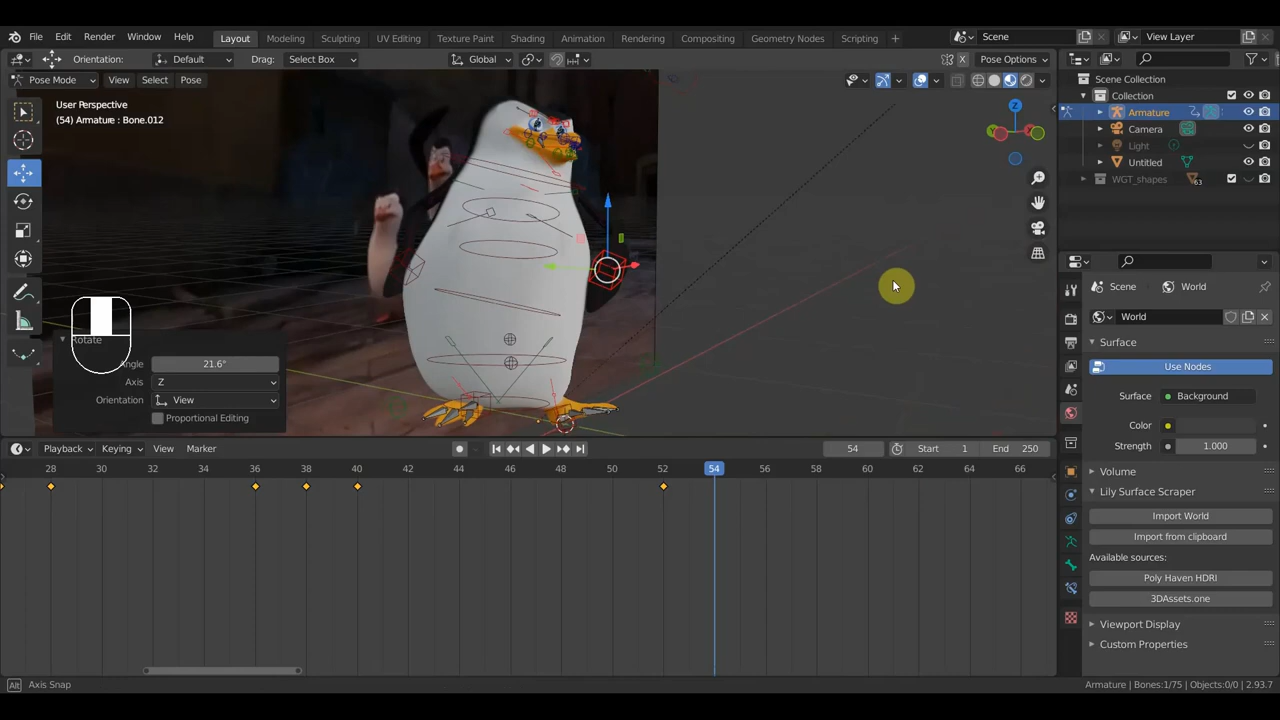 File Edit Render Window Help Layout Modeling Sculpting UV Editing Texture Paint Shading Animation Rendering Compositing Geometry Nodes Scripting + Scene View Layer
Orientation: Default Drag: Select Box Global Pose Options
Pose Mode View Select Pose
Scene Collection
Collection
Armature
Camera
Light
Untitled
WGT_shapes 63
User Perspective
(54) Armature : Bone.012
Z
Y
Rotate
Angle 21.6°
Axis Z
Orientation View
Proportional Editing
Scene World
World
Surface
Use Nodes
Surface Background
Color
Strength 1.000
Volume
Lily Surface Scraper
Import World
Import from clipboard
Available sources:
Poly Haven HDRI
3DAssets.one
Viewport Display
Custom Properties
Playback Keying View Marker 54 Start 1 End 250
28 30 32 34 36 38 40 42 44 46 48 50 52 54 56 58 60 62 64 66
Alt Axis Snap
Armature | Bones:1/75 | Objects:0/0 | 2.93.7